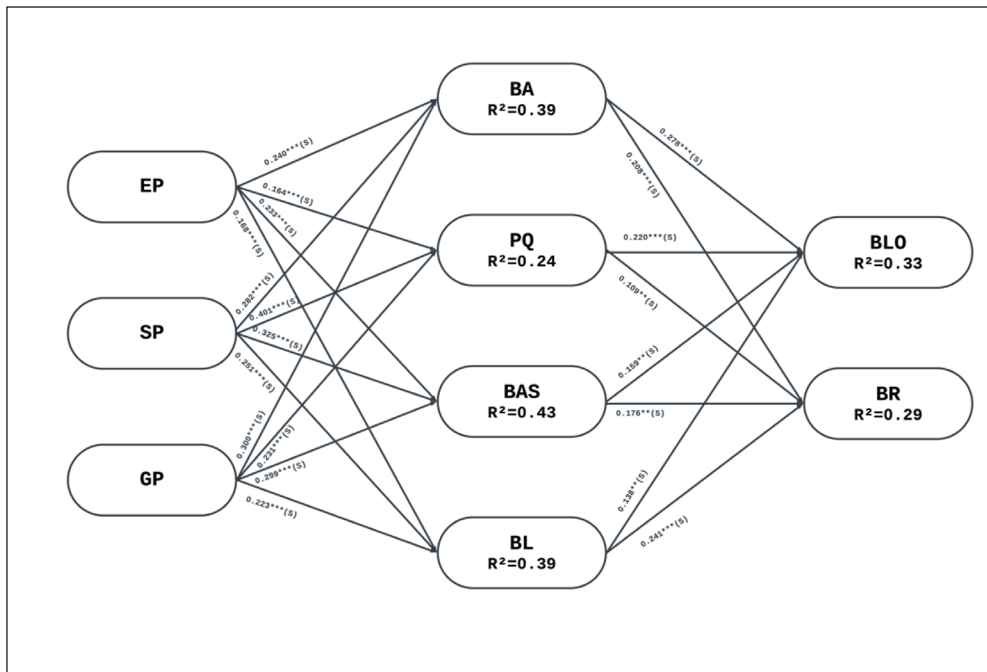 BA
R²=0.39
0.240***(S)
0.278***(S)
EP
0.164***(S)
0.233***(S)
0.168***(S)
0.208***(S)
PQ
R²=0.24
0.220***(S)
BLO
R²=0.33
0.282***(S)
0.401***(S)
0.109**(S)
SP
0.325***(S)
0.251***(S)
0.159**(S)
BAS
R²=0.43
0.176**(S)
BR
R²=0.29
0.300***(S)
0.231***(S)
0.299***(S)
GP
0.223***(S)
0.138**(S)
0.241***(S)
BL
R²=0.39